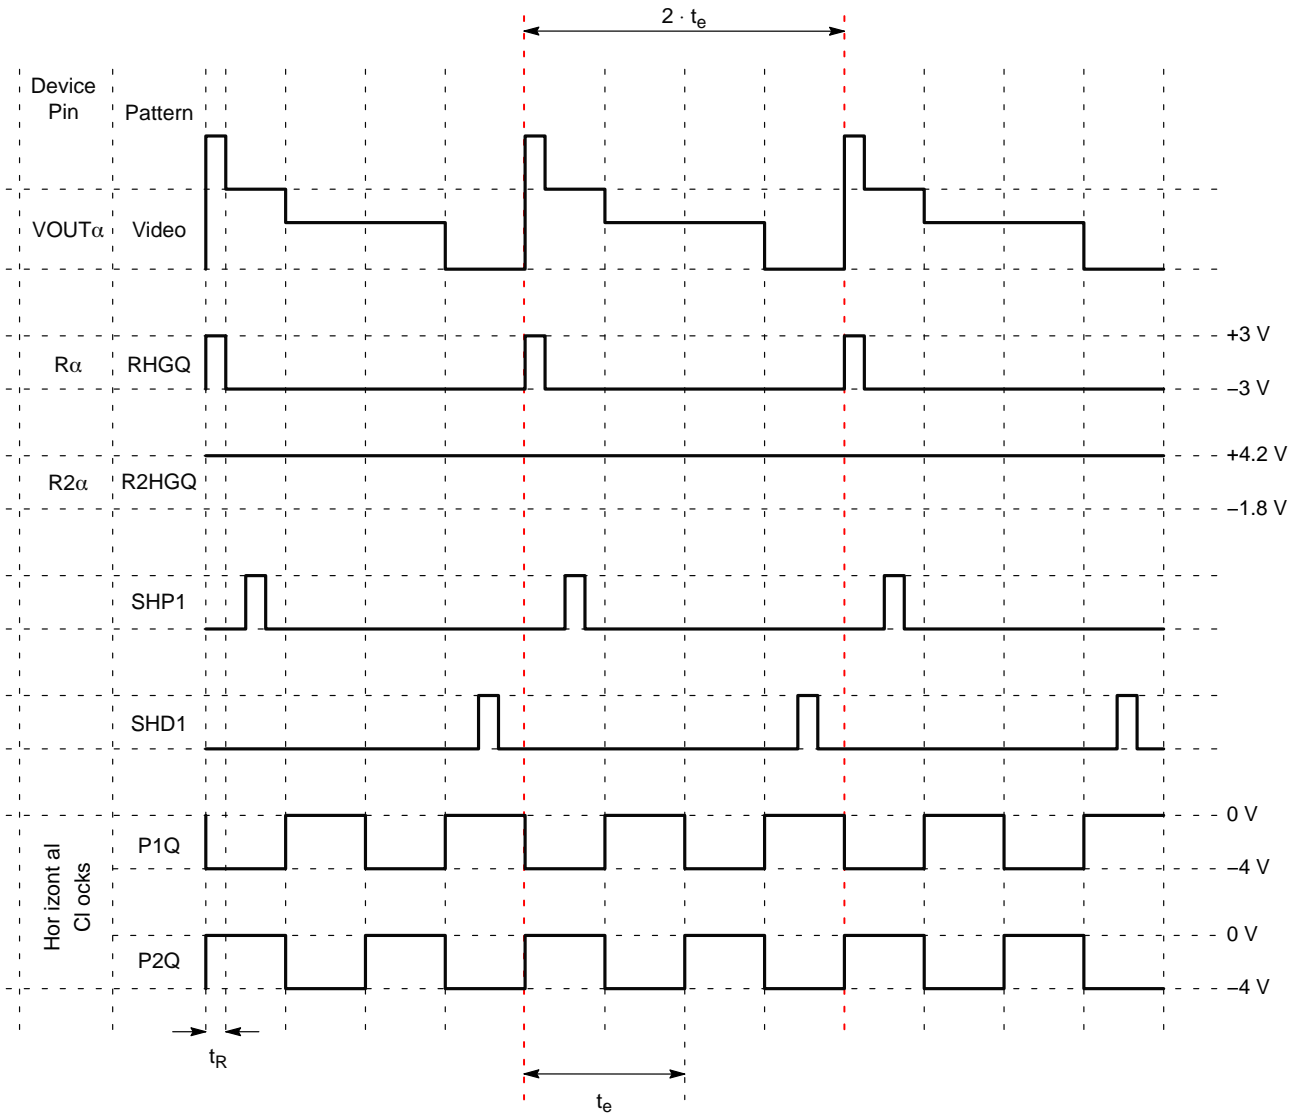 2 · te
Device
Pin
Pattern
VOUTα
Video
+3 V
Rα
RHGQ
−3 V
+4.2 V
R2α
R2HGQ
−1.8 V
SHP1
SHD1
0 V
P1Q
−4 V
Hor izont al
Cl ocks
0 V
P2Q
−4 V
tR
te